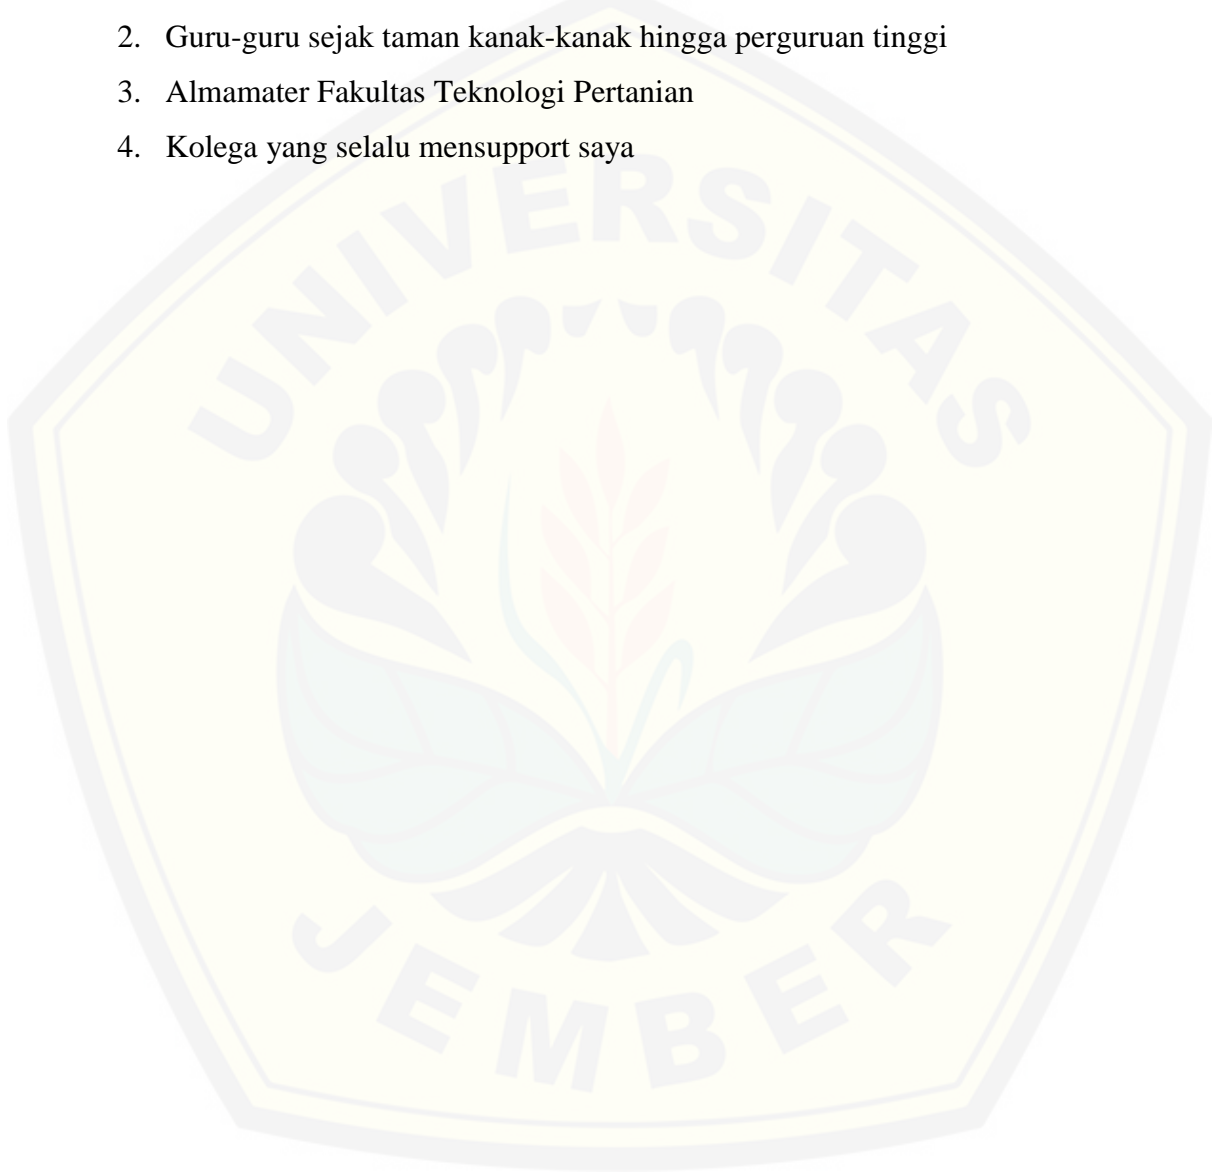 2. Guru-guru sejak taman kanak-kanak hingga perguruan tinggi
3. Almamater Fakultas Teknologi Pertanian
4. Kolega yang selalu mensupport saya
UNIVERSITAS
JEMBER